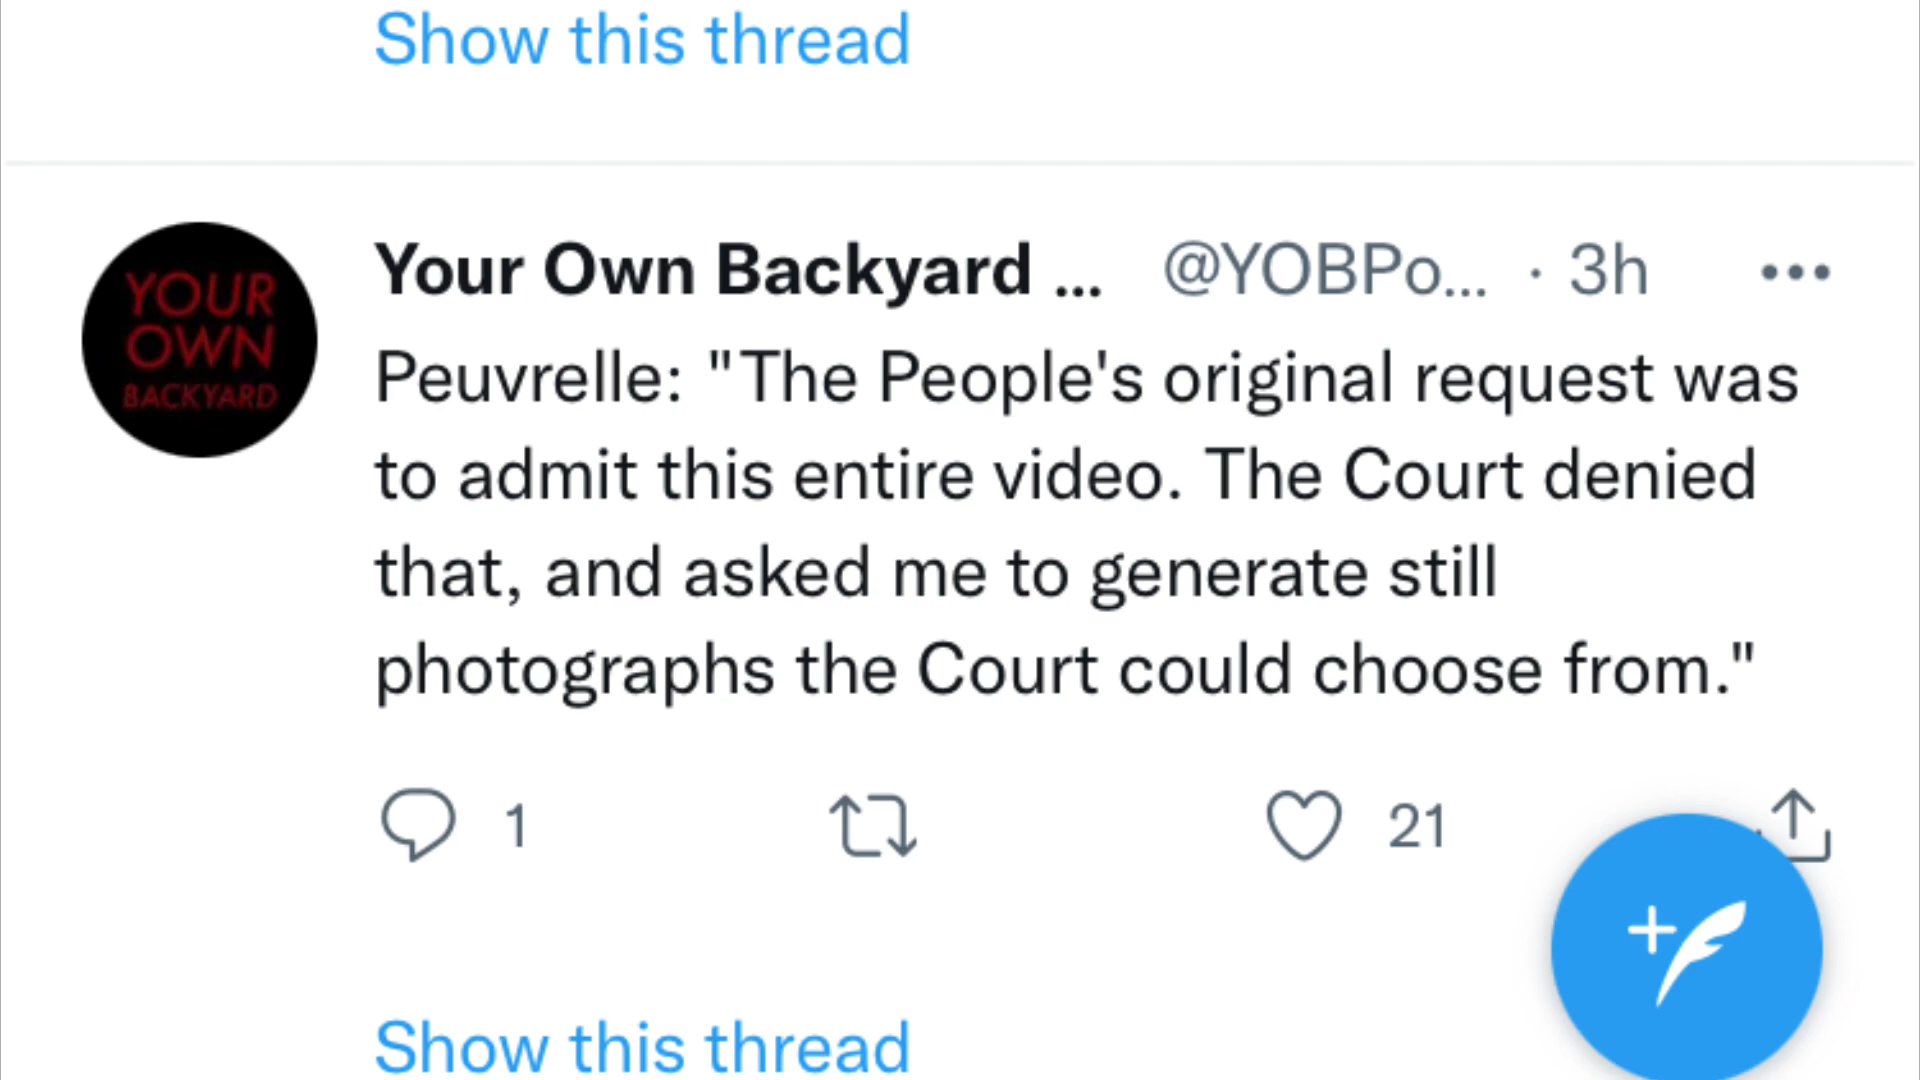 Show this thread
YOUR
OWN
BACKYARD
Your Own Backyard ... @YOBPo... · 3h
Peuvrelle: "The People's original request was
to admit this entire video. The Court denied
that, and asked me to generate still
photographs the Court could choose from."
1 21
Show this thread